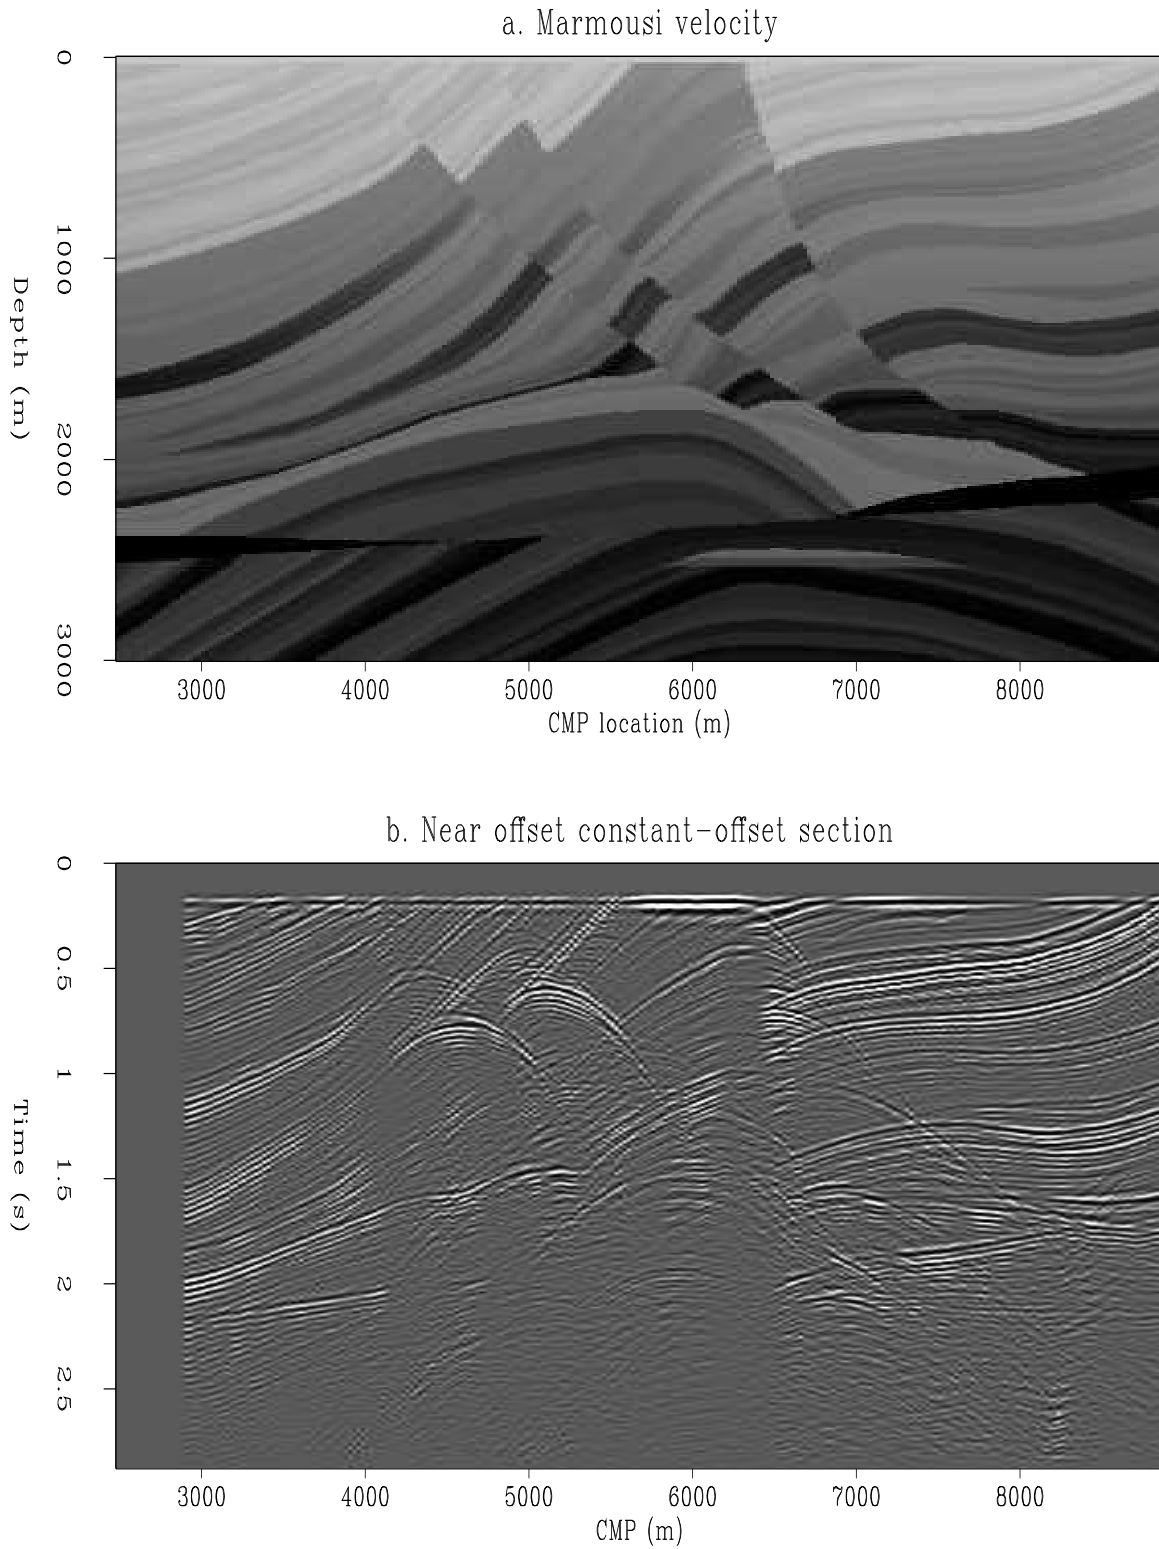 a. Marmousi velocity
0
1000
2000
3000
Depth (m)
3000 4000 5000 6000 7000 8000
CMP location (m)
b. Near offset constant-offset section
0
0.5
1
1.5
2
2.5
Time (s)
3000 4000 5000 6000 7000 8000
CMP (m)